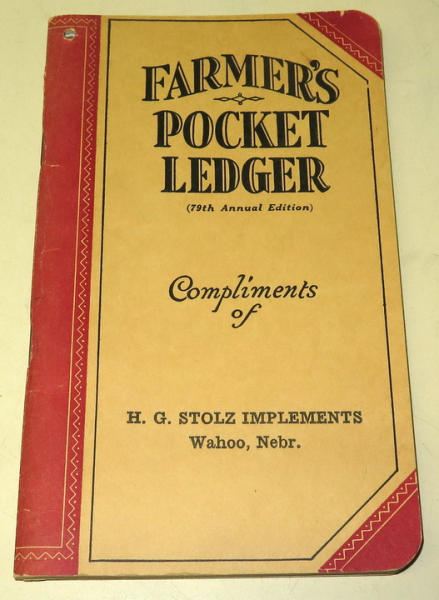 FARMER'S
POCKET
LEDGER
(79th Annual Edition)
Compliments
of
H. G. STOLZ IMPLEMENTS
Wahoo, Nebr.